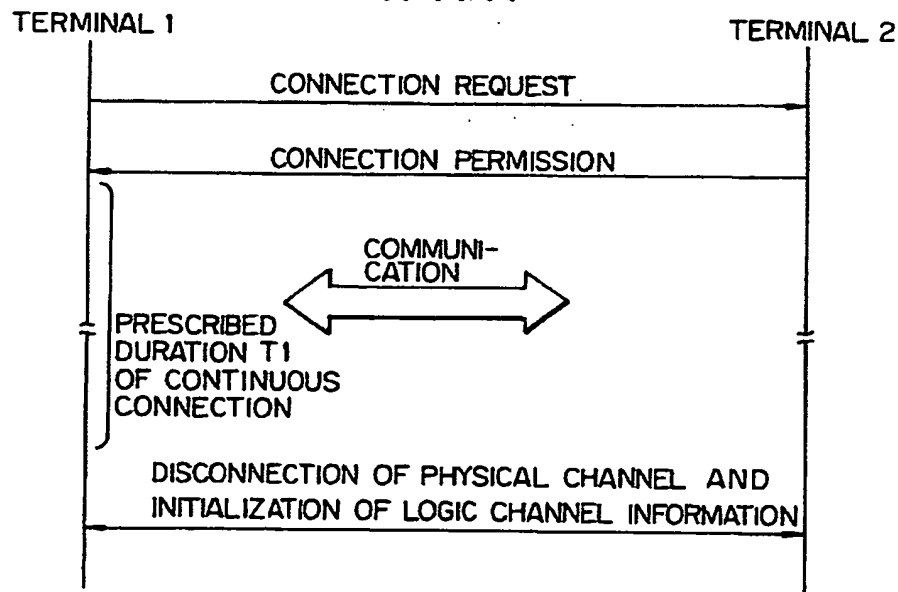 TERMINAL 1
TERMINAL 2
CONNECTION REQUEST
CONNECTION PERMISSION
COMMUNI-
CATION
PRESCRIBED
DURATION T1
OF CONTINUOUS
CONNECTION
DISCONNECTION OF PHYSICAL CHANNEL AND
INITIALIZATION OF LOGIC CHANNEL INFORMATION